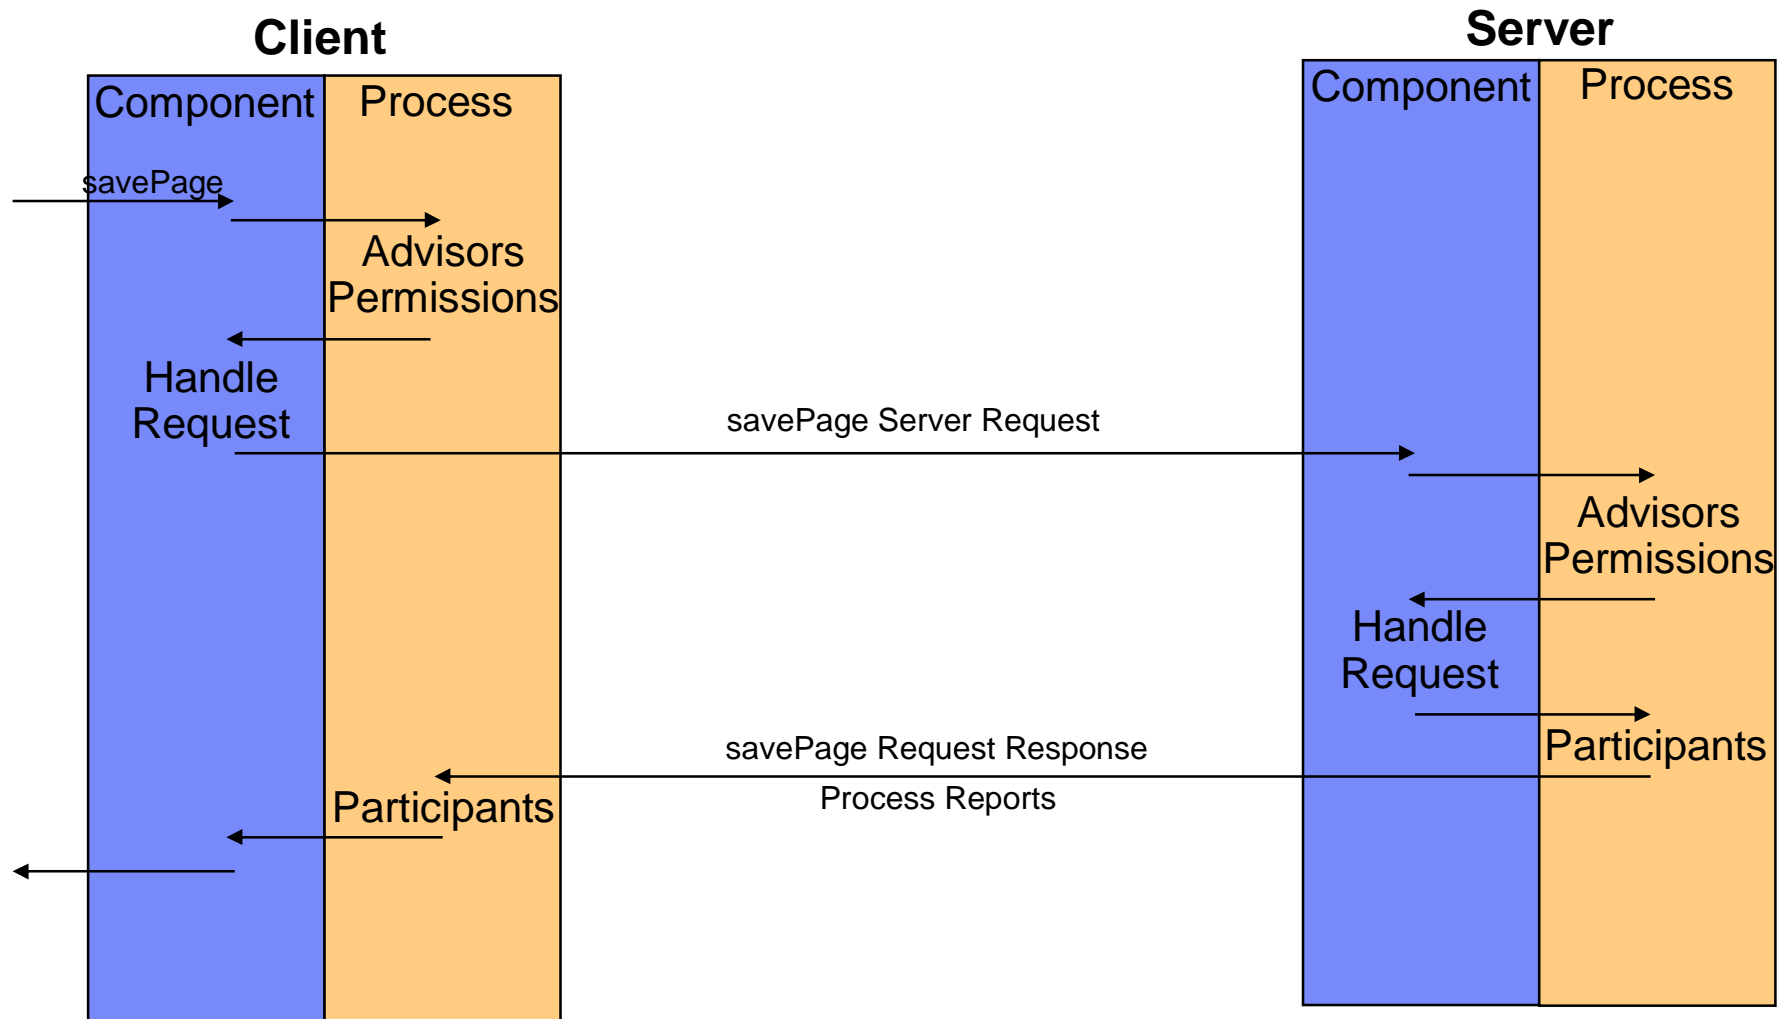 Client
Server
Component
Process
Component
Process
savePage
Advisors
Permissions
Handle
Request
savePage Server Request
Advisors
Permissions
Handle
Request
Participants
savePage Request Response
Process Reports
Participants